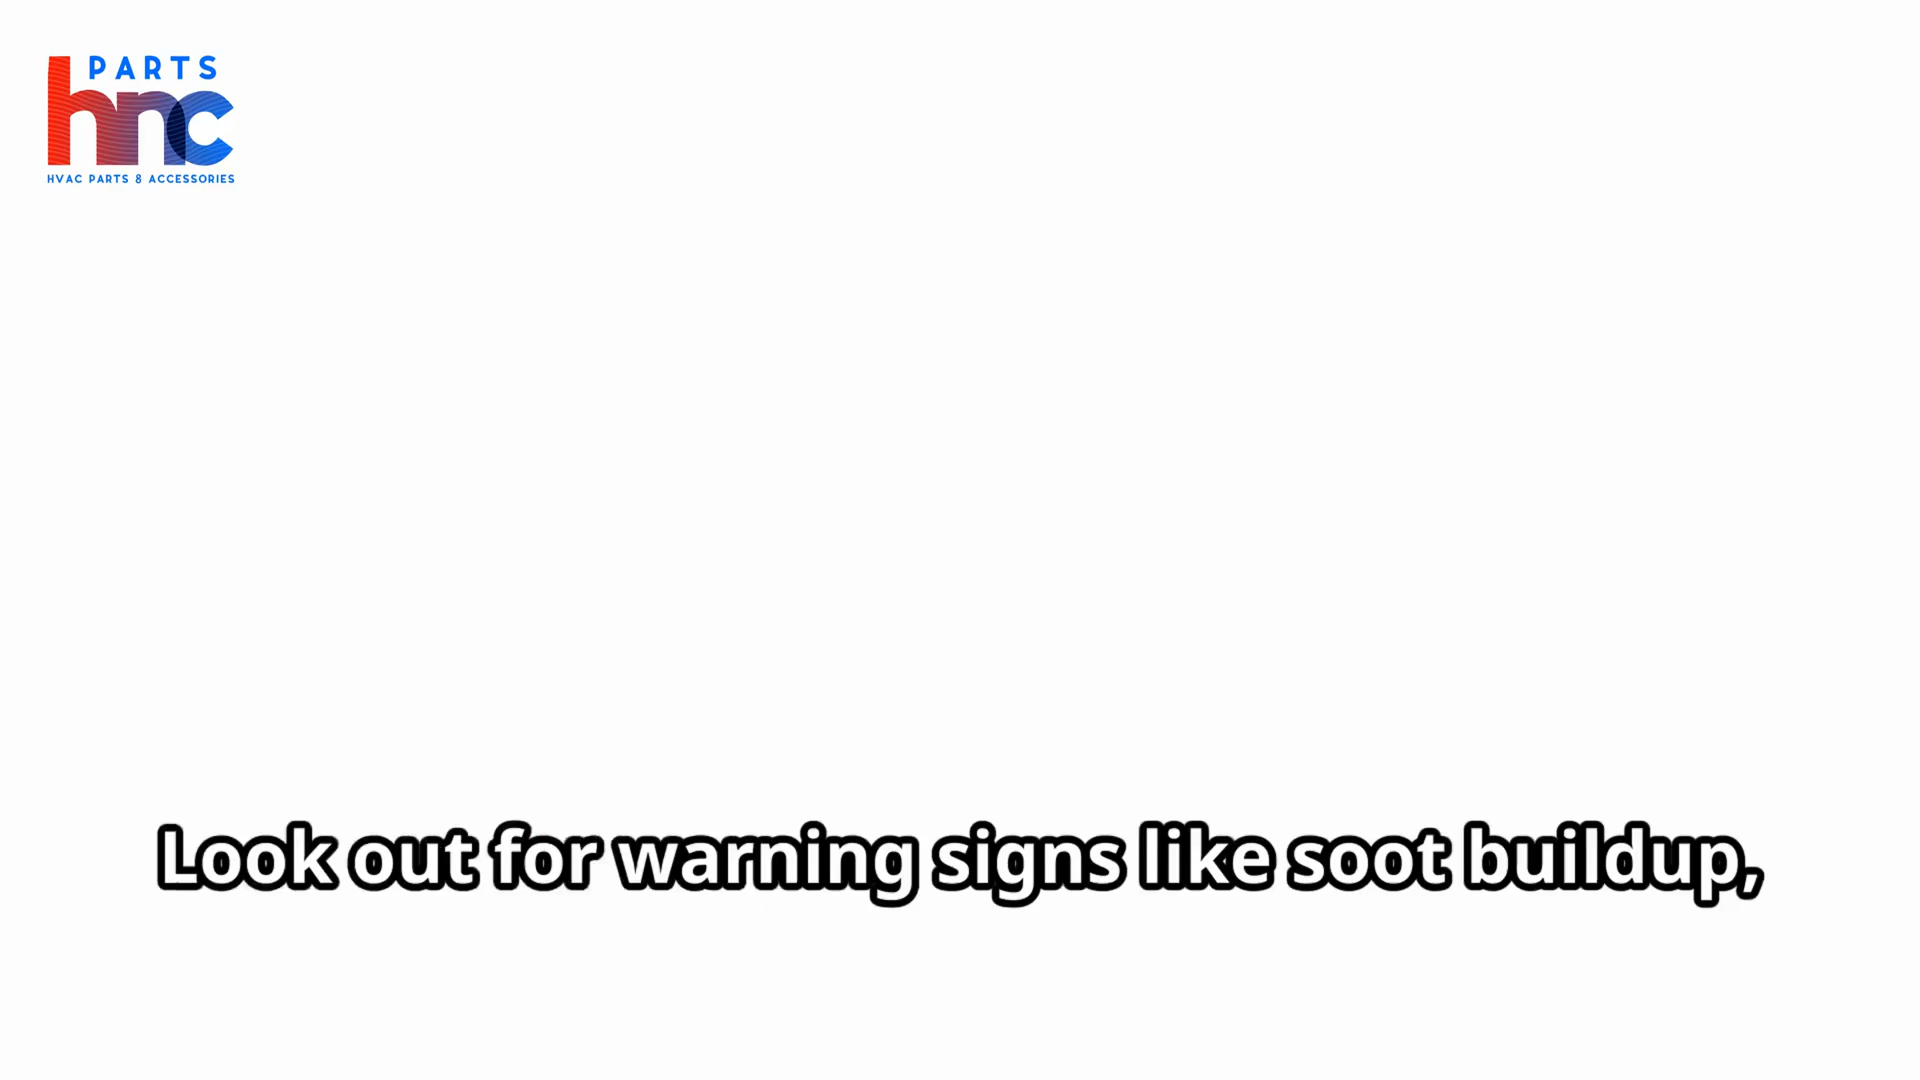 PARTS
hnc
HVAC PARTS & ACCESSORIES
Look out for warning signs like soot buildup,